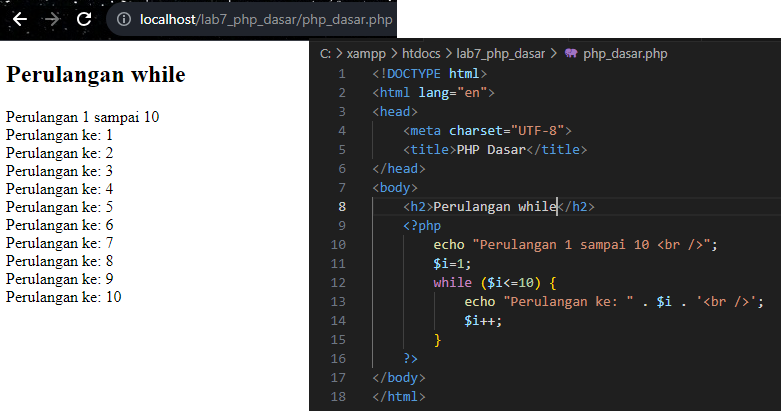 localhost/lab7_php_dasar/php_dasar.php
Perulangan while
Perulangan 1 sampai 10
Perulangan ke: 1
Perulangan ke: 2
Perulangan ke: 3
Perulangan ke: 4
Perulangan ke: 5
Perulangan ke: 6
Perulangan ke: 7
Perulangan ke: 8
Perulangan ke: 9
Perulangan ke: 10
C: > xampp > htdocs > lab7_php_dasar > php_dasar.php
1 <!DOCTYPE html>
2 <html lang="en">
3 <head>
4     <meta charset="UTF-8">
5     <title>PHP Dasar</title>
6 </head>
7 <body>
8     <h2>Perulangan while</h2>
9     <?php
10         echo "Perulangan 1 sampai 10 <br />";
11         $i=1;
12         while ($i<=10) {
13             echo "Perulangan ke: " . $i . '<br />';
14             $i++;
15         }
16     ?>
17 </body>
18 </html>